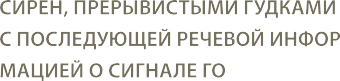 СИРЕН, ПРЕРЫВИСТЫМИ ГУДКАМИ
С ПОСЛЕДУЮЩЕЙ РЕЧЕВОЙ ИНФОР
МАЦИЕЙ О СИГНАЛЕ ГО